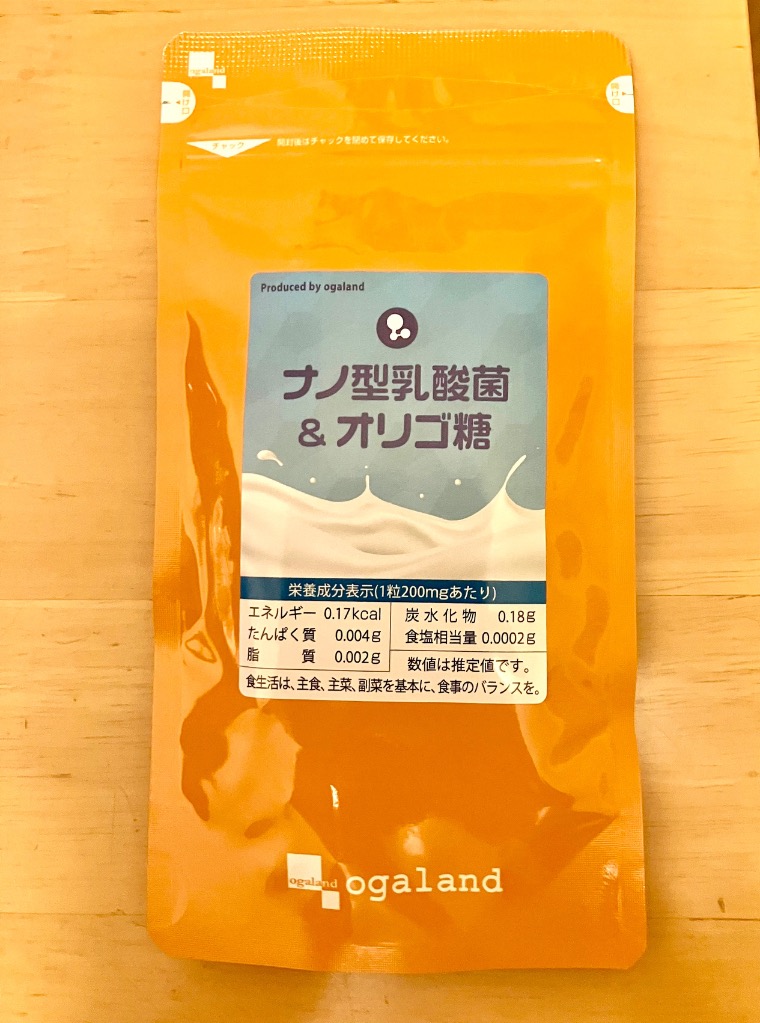 ogaland
開け口
開け口
チャック
開封後はチャックを閉めて保存してください。
Produced by ogaland
ナノ型乳酸菌
&オリゴ糖
栄養成分表示(1粒200mgあたり)
エネルギー 0.17kcal
たんぱく質 0.004g
脂 質 0.002g
炭水化物 0.18g
食塩相当量 0.0002g
数値は推定値です。
食生活は、主食、主菜、副菜を基本に、食事のバランスを。
ogaland
ogaland